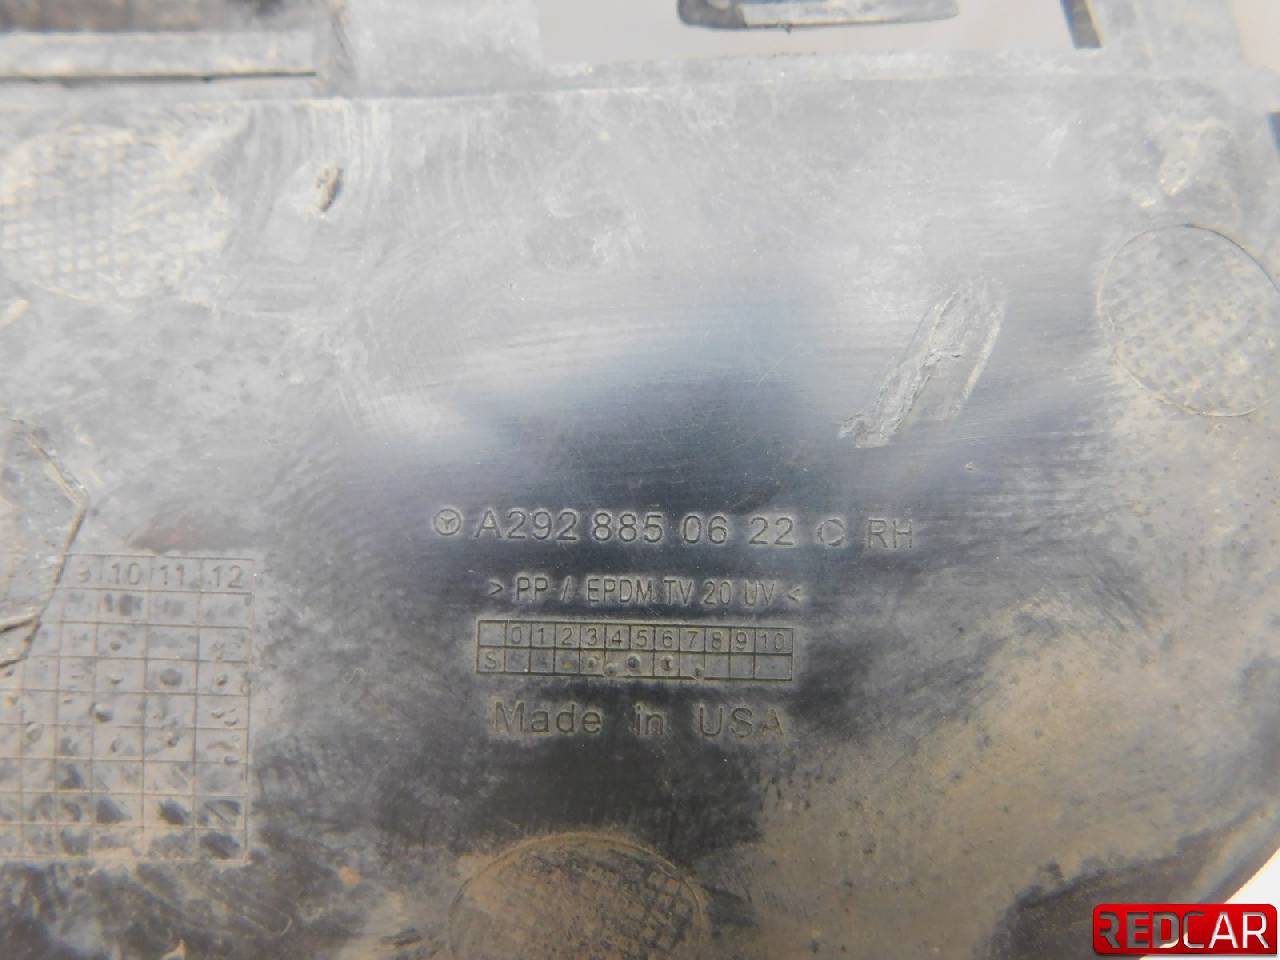 A292 885 06 22 C RH
> PP / EPDM TV 20 UV <
0 1 2 3 4 5 6 7 8 9 10
S
Made in USA
9 10 11 12
REDCAR